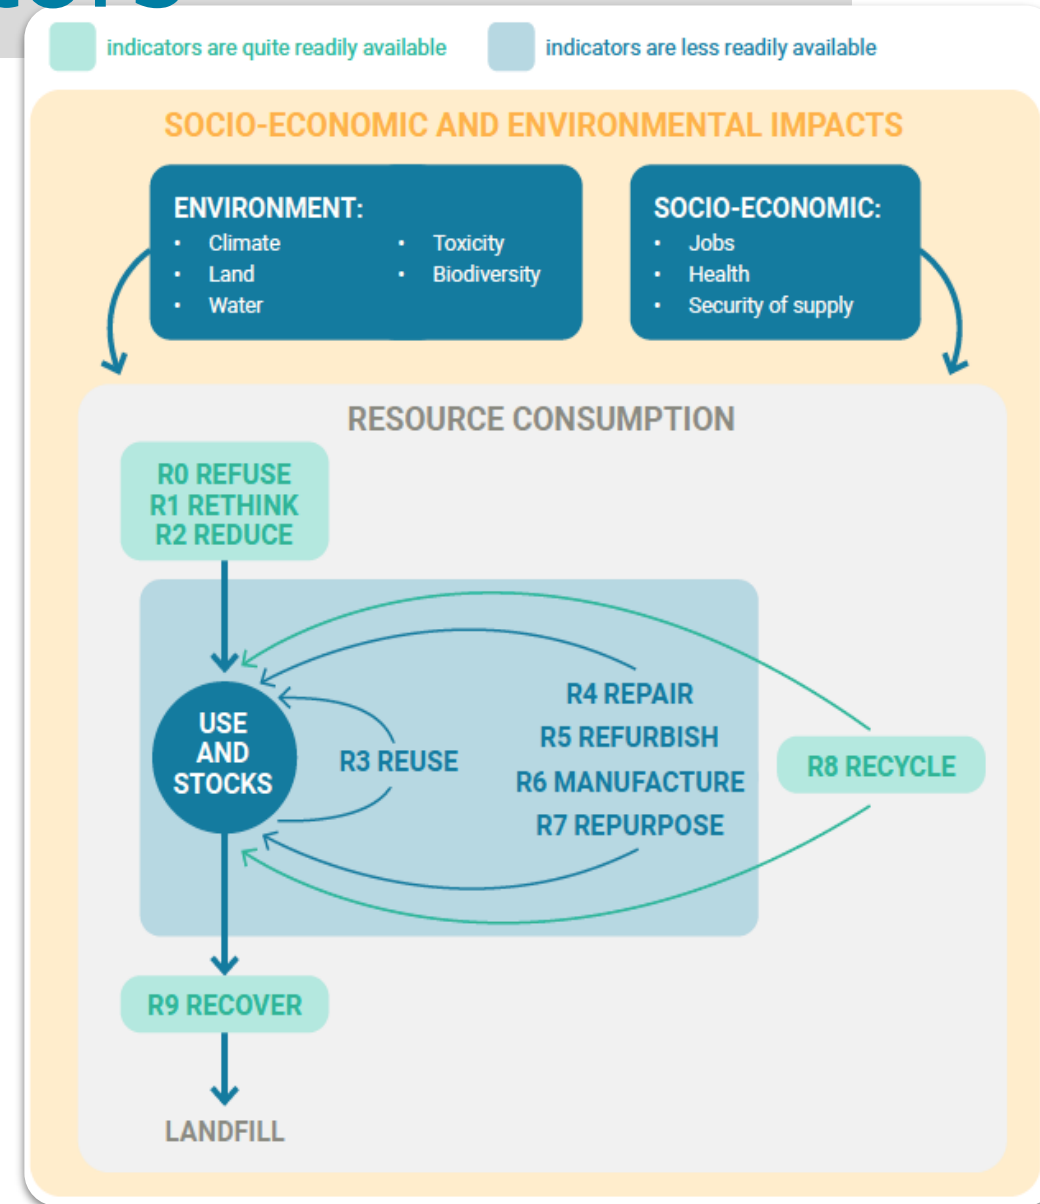 indicators are quite readily available
indicators are less readily available
SOCIO-ECONOMIC AND ENVIRONMENTAL IMPACTS
ENVIRONMENT:
• Climate
• Land
• Water
• Toxicity
• Biodiversity
SOCIO-ECONOMIC:
• Jobs
• Health
• Security of supply
RESOURCE CONSUMPTION
R0 REFUSE
R1 RETHINK
R2 REDUCE
USE
AND
STOCKS
R3 REUSE
R4 REPAIR
R5 REFURBISH
R6 MANUFACTURE
R7 REPURPOSE
R8 RECYCLE
R9 RECOVER
LANDFILL